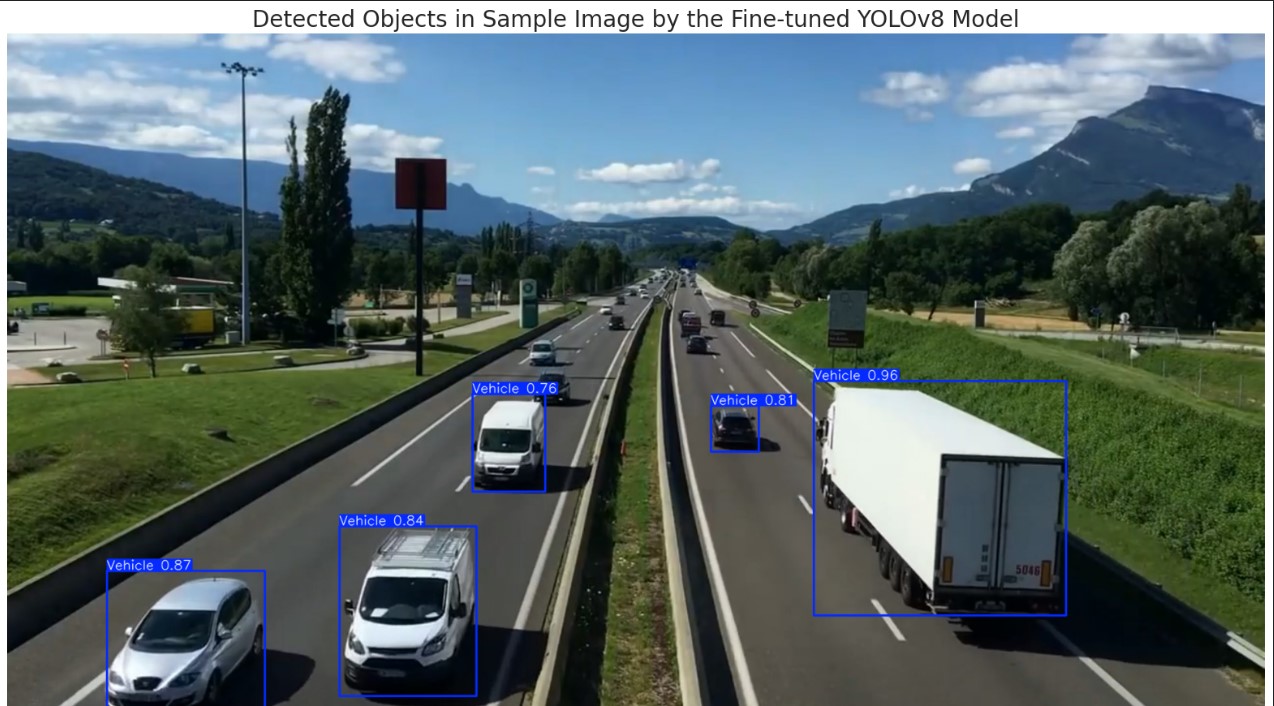 Detected Objects in Sample Image by the Fine-tuned YOLOv8 Model
Vehicle 0.96
Vehicle 0.76
Vehicle 0.81
Vehicle 0.84
Vehicle 0.87
5046